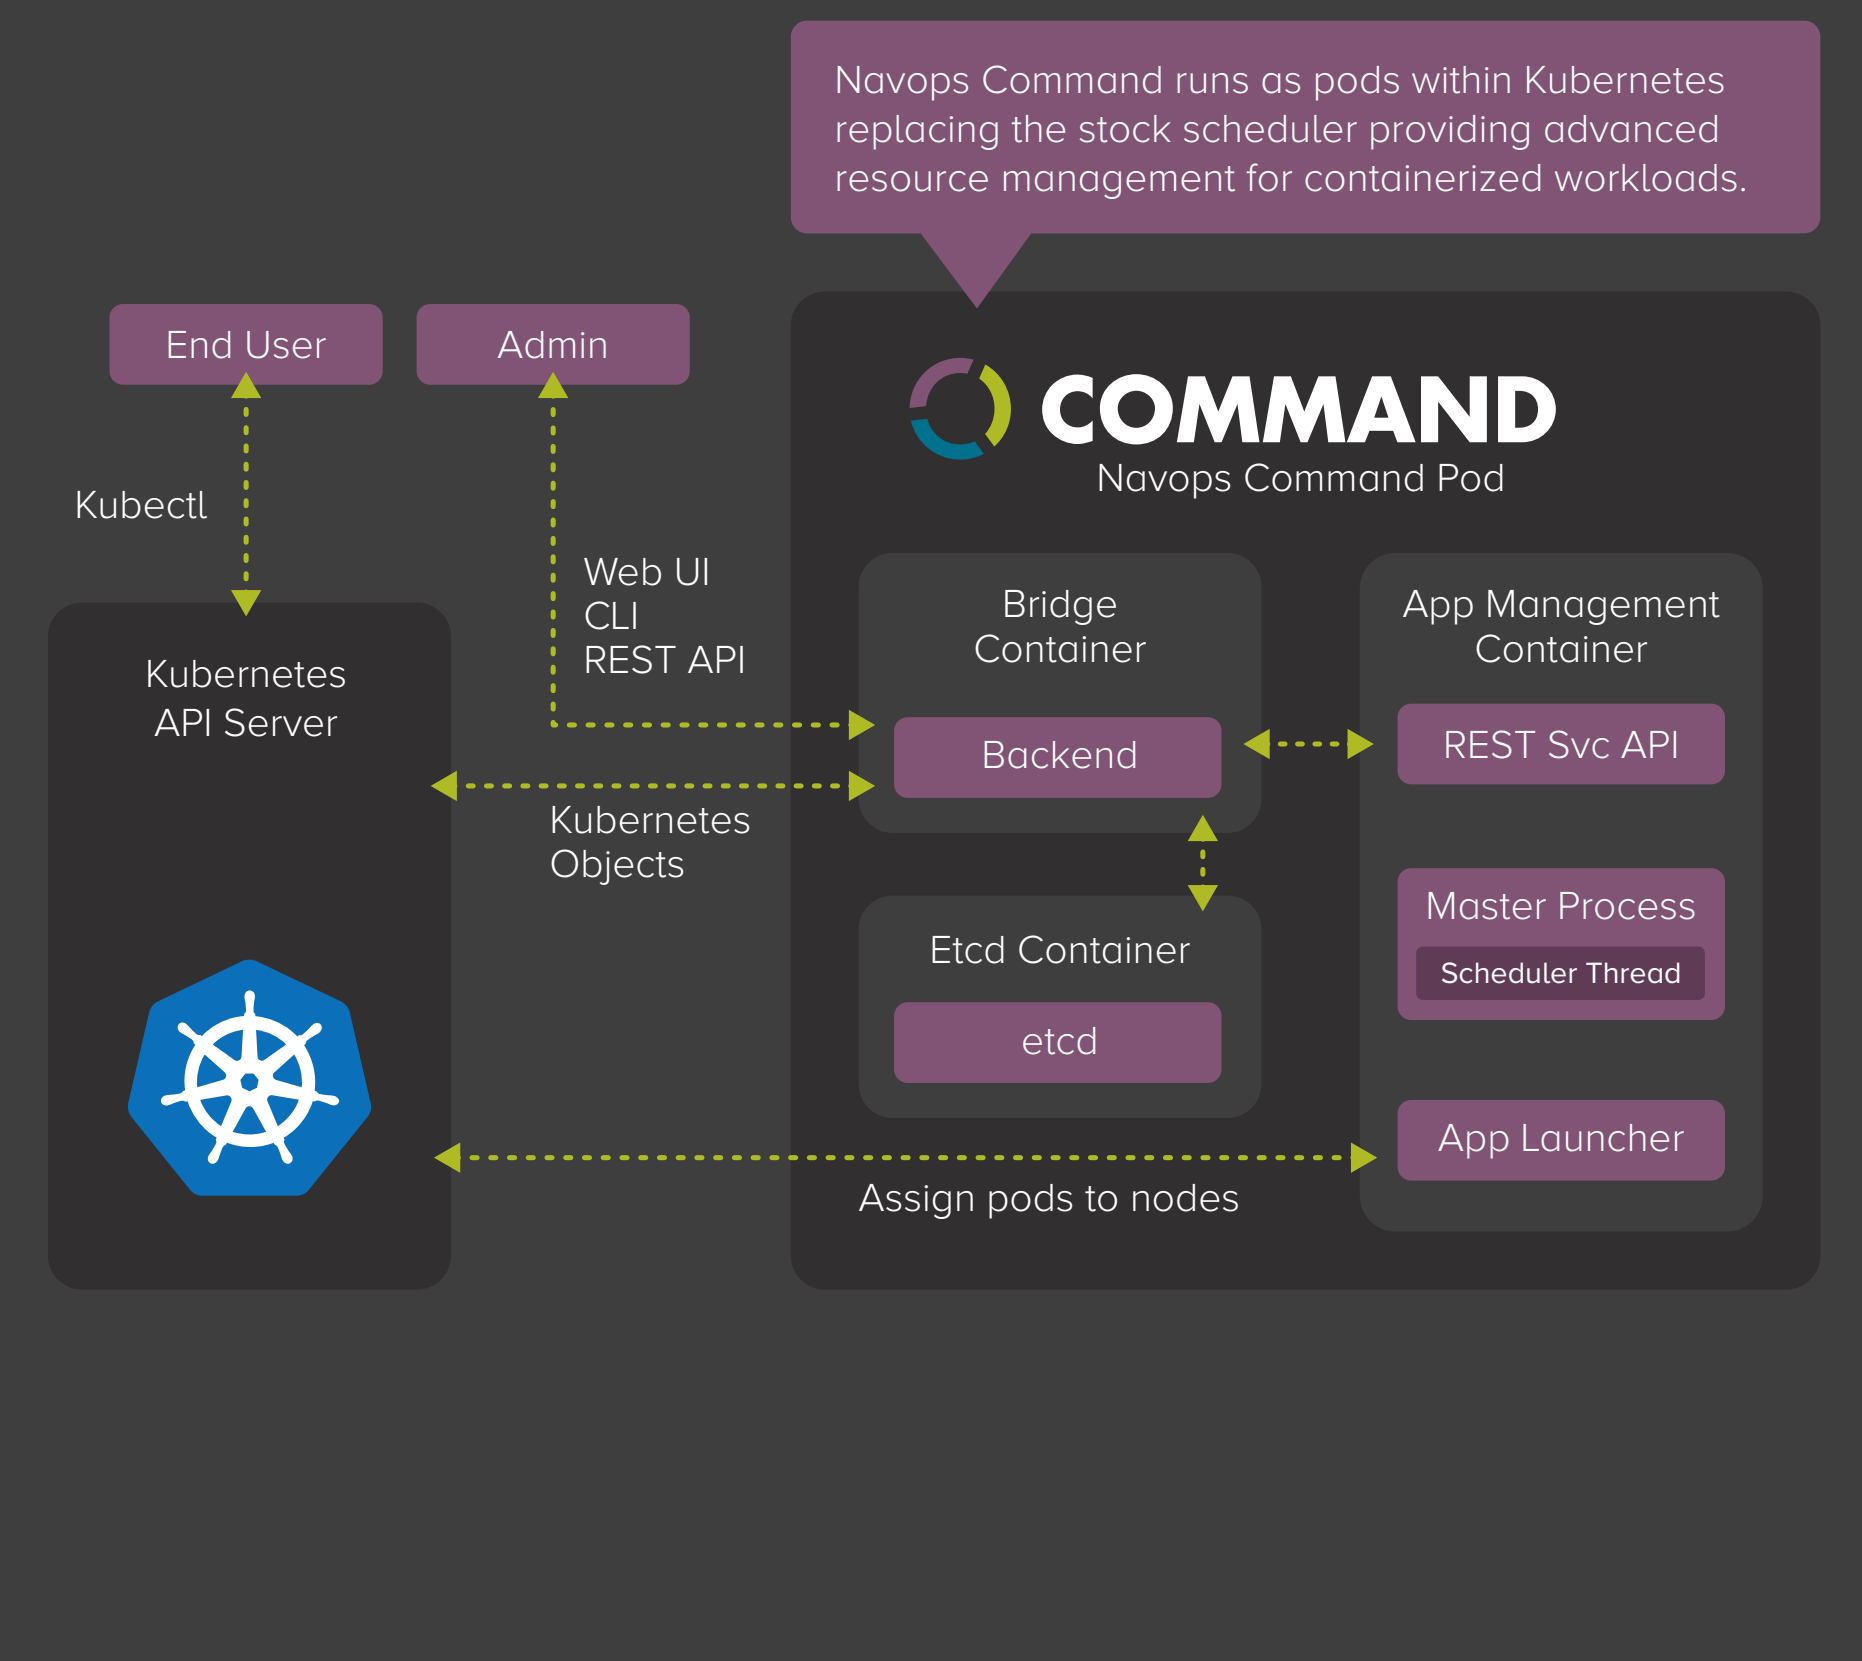 Navops Command runs as pods within Kubernetes
replacing the stock scheduler providing advanced
resource management for containerized workloads.
End User
Admin
COMMAND
Navops Command Pod
Kubectl
Web UI
CLI
REST API
Kubernetes
API Server
Kubernetes
Objects
Bridge
Container
Backend
Etcd Container
etcd
App Management
Container
REST Svc API
Master Process
Scheduler Thread
App Launcher
Assign pods to nodes